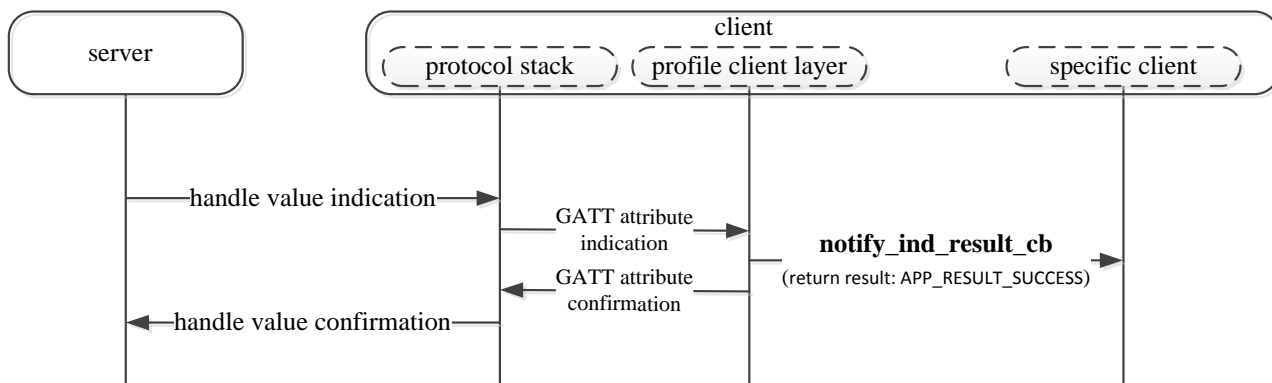 server
client
protocol stack
profile client layer
specific client
handle value indication
GATT attribute
indication
notify_ind_result_cb
(return result: APP_RESULT_SUCCESS)
GATT attribute
confirmation
handle value confirmation